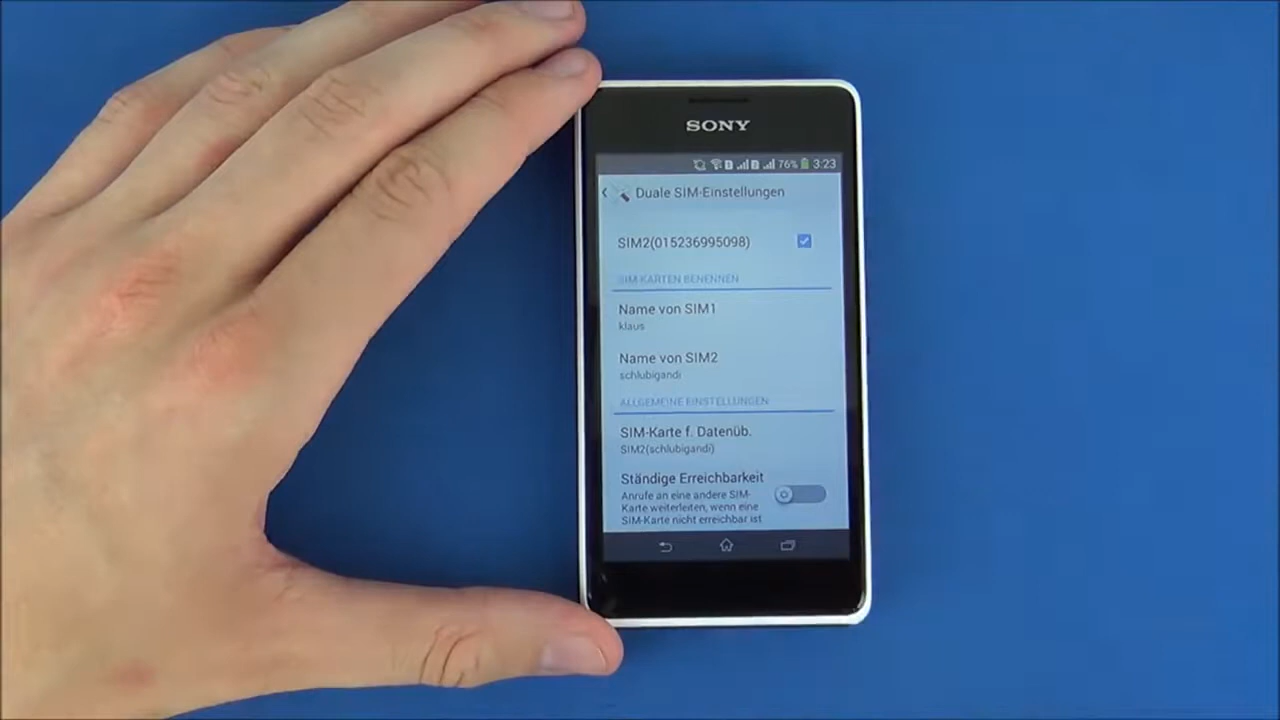 SONY
76% 3:23
Duale SIM-Einstellungen
SIM2(015236995098)
SIM-KARTEN BENENNEN
Name von SIM1
klaus
Name von SIM2
schlubigandi
ALLGEMEINE EINSTELLUNGEN
SIM-Karte f. Datenüb.
SIM2(schlubigandi)
Ständige Erreichbarkeit
Anrufe an eine andere SIM-
Karte weiterleiten, wenn eine
SIM-Karte nicht erreichbar ist